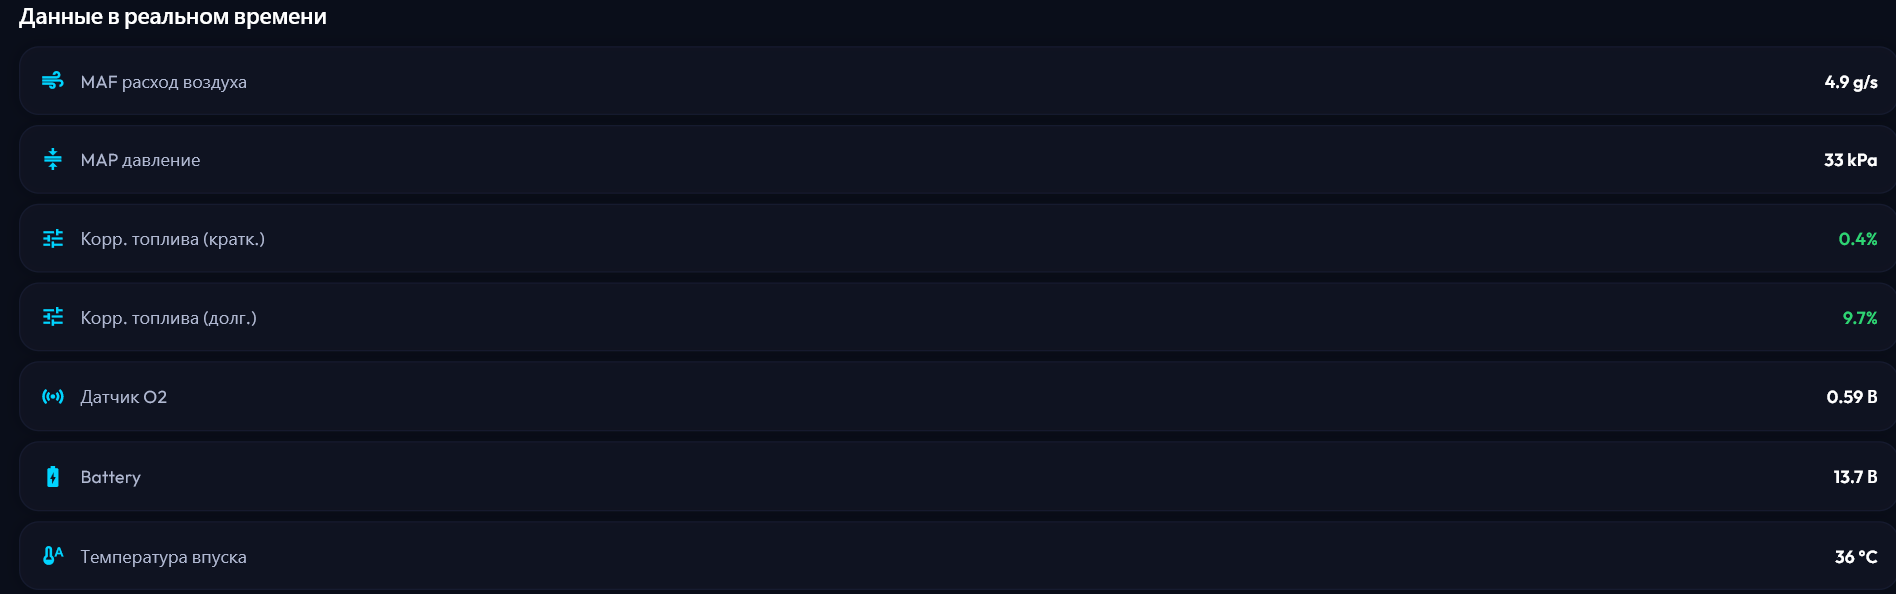 Данные в реальном времени
MAF расход воздуха 4.9 g/s
MAP давление 33 kPa
Корр. топлива (кратк.) 0.4%
Корр. топлива (долг.) 9.7%
Датчик O2 0.59 В
Battery 13.7 В
Температура впуска 36 °C